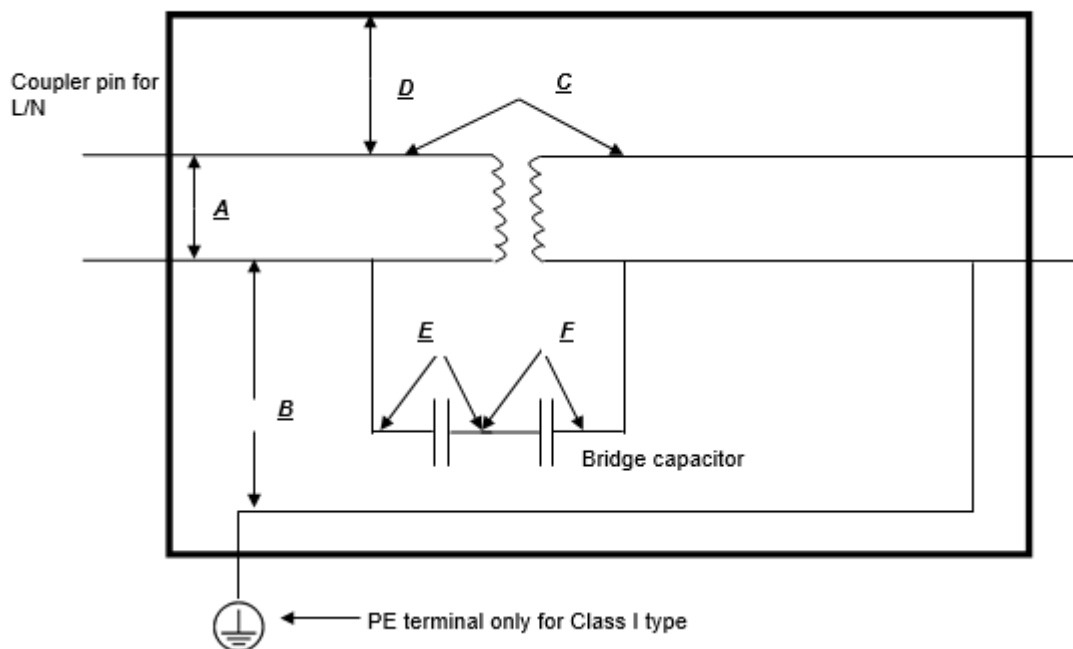 Coupler pin for
L/N
D
C
A
E
F
B
Bridge capacitor
PE terminal only for Class I type